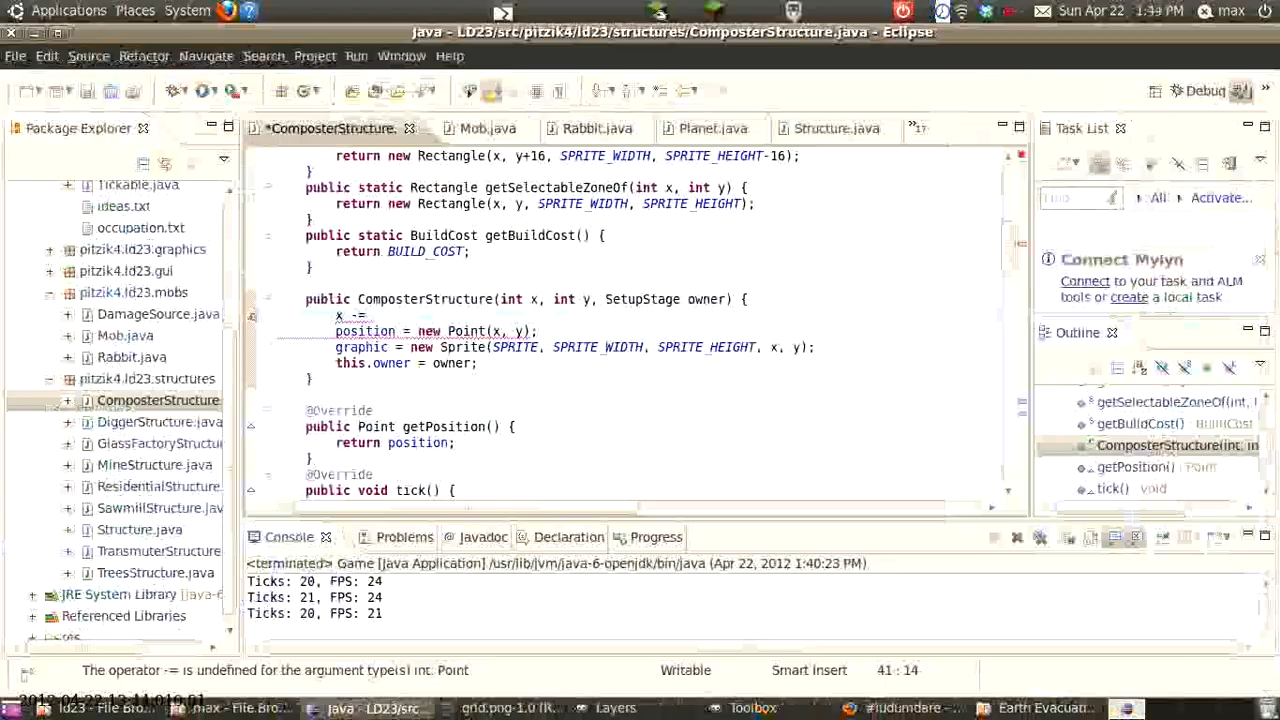 Applications Places System Sun Apr 22, 1:39 PM max
Java - LD23/src/pitzik4/ld23/structures/ComposterStructure.java - Eclipse
File Edit Source Refactor Navigate Search Project Run Window Help
Debug
Package Explorer
*ComposterStructure. Mob.java Rabbit.java Planet.java Structure.java 17
Task List
Tickable.java
ideas.txt
occupation.txt
pitzik4.ld23.graphics
pitzik4.ld23.gui
pitzik4.ld23.mobs
DamageSource.java
Mob.java
Rabbit.java
pitzik4.ld23.structures
ComposterStructure
DiggerStructure.java
GlassFactoryStructu
MineStructure.java
ResidentialStructure
SawmillStructure.jav
Structure.java
TransmuterStructure
TreesStructure.java
JRE System Library [java-6
Referenced Libraries
return new Rectangle(x, y+16, SPRITE_WIDTH, SPRITE_HEIGHT-16);
}
public static Rectangle getSelectableZoneOf(int x, int y) {
return new Rectangle(x, y, SPRITE_WIDTH, SPRITE_HEIGHT);
}
public static BuildCost getBuildCost() {
return BUILD_COST;
}
public ComposterStructure(int x, int y, SetupStage owner) {
x -=
position = new Point(x, y);
graphic = new Sprite(SPRITE, SPRITE_WIDTH, SPRITE_HEIGHT, x, y);
this.owner = owner;
}
@Override
public Point getPosition() {
return position;
}
@Override
public void tick() {
Find All Activate...
Connect Mylyn
Connect to your task and ALM
tools or create a local task
Outline
getSelectableZoneOf(int,
getBuildCost() : BuildCost
ComposterStructure(int, in
getPosition() : Point
tick() : void
Console Problems Javadoc Declaration Progress
<terminated> Game [Java Application] /usr/lib/jvm/java-6-openjdk/bin/java (Apr 22, 2012 1:40:23 PM)
Ticks: 20, FPS: 24
Ticks: 21, FPS: 24
Ticks: 20, FPS: 21
The operator -= is undefined for the argument type(s) int, Point Writable Smart Insert 41 : 14
ld23 - File Bro... max - File Bro... Java - LD23/src grid.png-1.0 (R... Layers Toolbox #ludumdare -... Earth Evacuat...